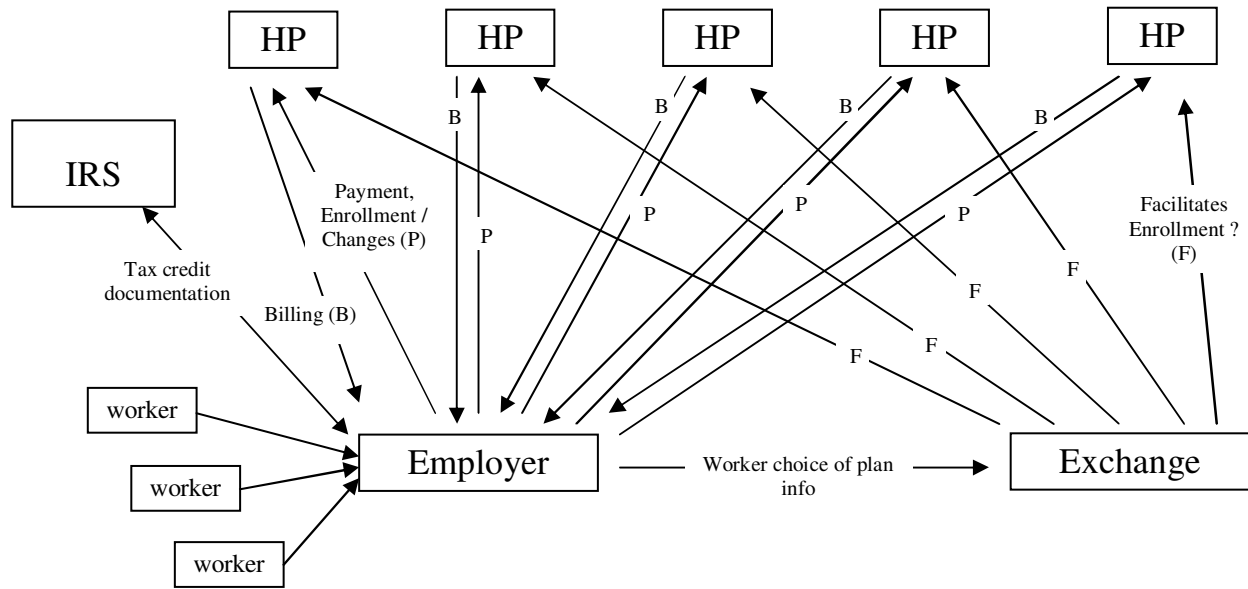 HP
HP
HP
HP
HP
IRS
B
B
B
B
Payment,
Enrollment /
Changes (P)
P
P
P
P
Facilitates
Enrollment ?
(F)
Tax credit
documentation
Billing (B)
F
F
F
F
worker
worker
worker
Employer
Worker choice of plan
info
Exchange